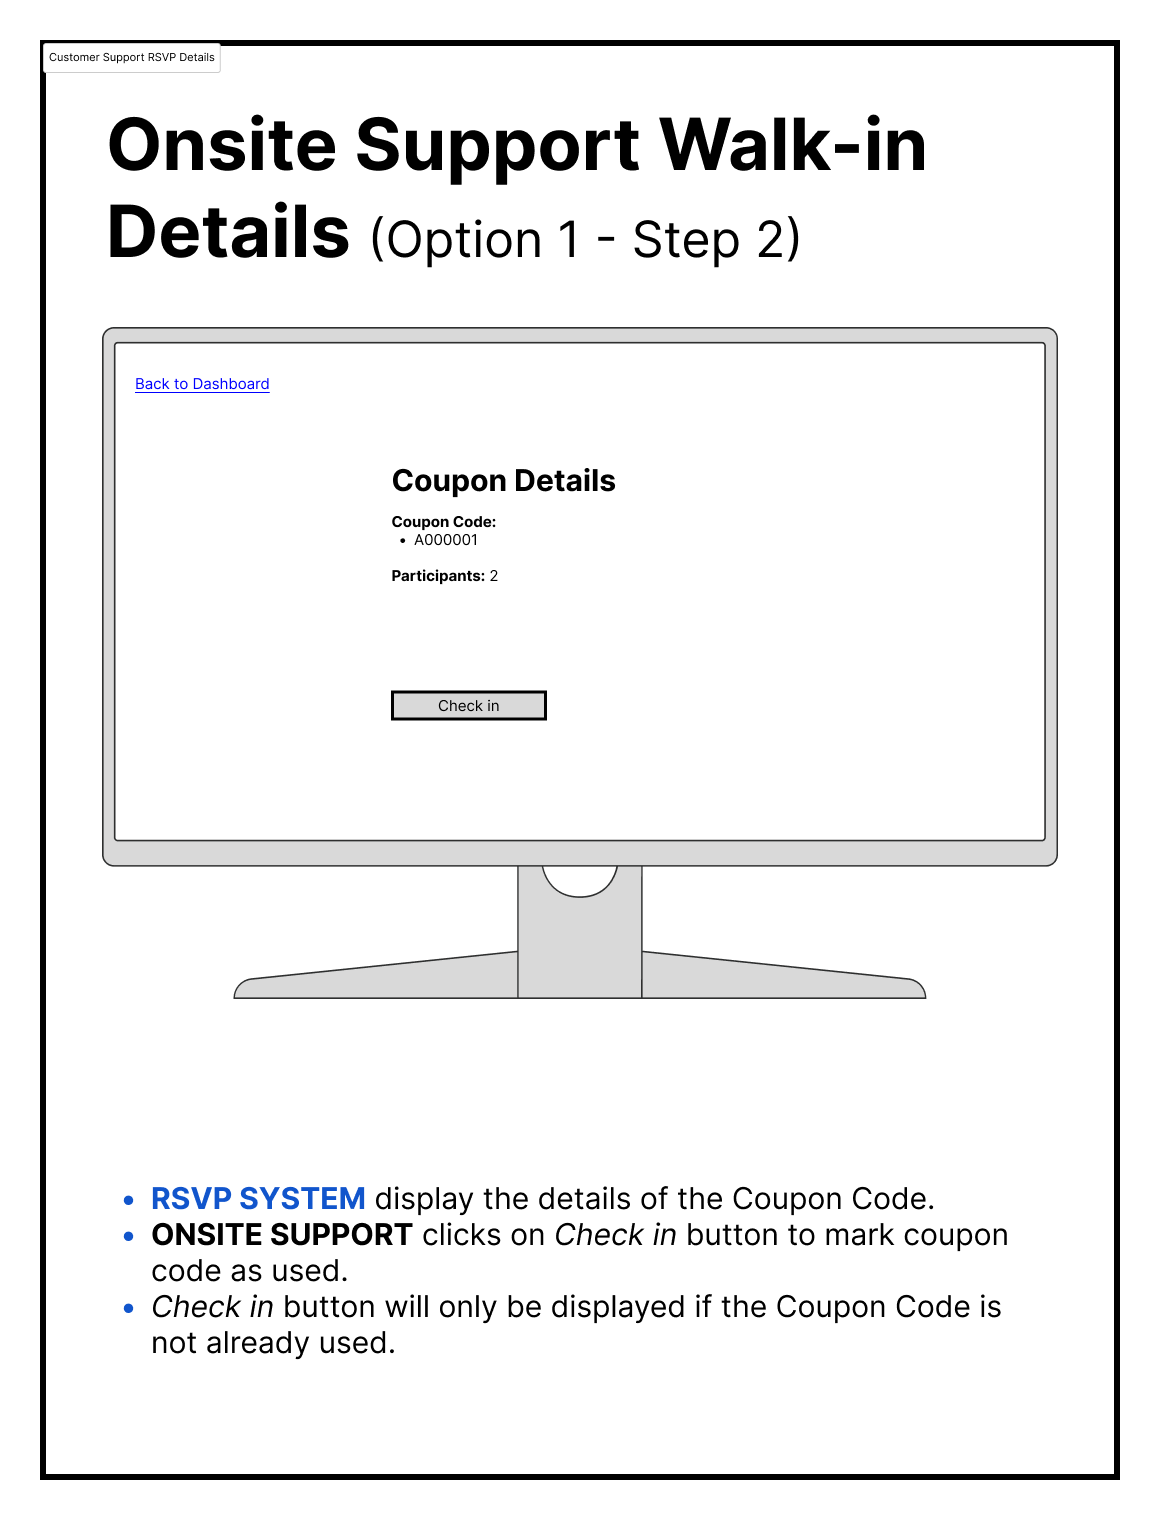 Customer Support RSVP Details
Onsite Support Walk-in
Details (Option 1 - Step 2)
Back to Dashboard
Coupon Details
Coupon Code:
• A000001
Participants: 2
Check in
• RSVP SYSTEM display the details of the Coupon Code.
• ONSITE SUPPORT clicks on Check in button to mark coupon
code as used.
• Check in button will only be displayed if the Coupon Code is
not already used.